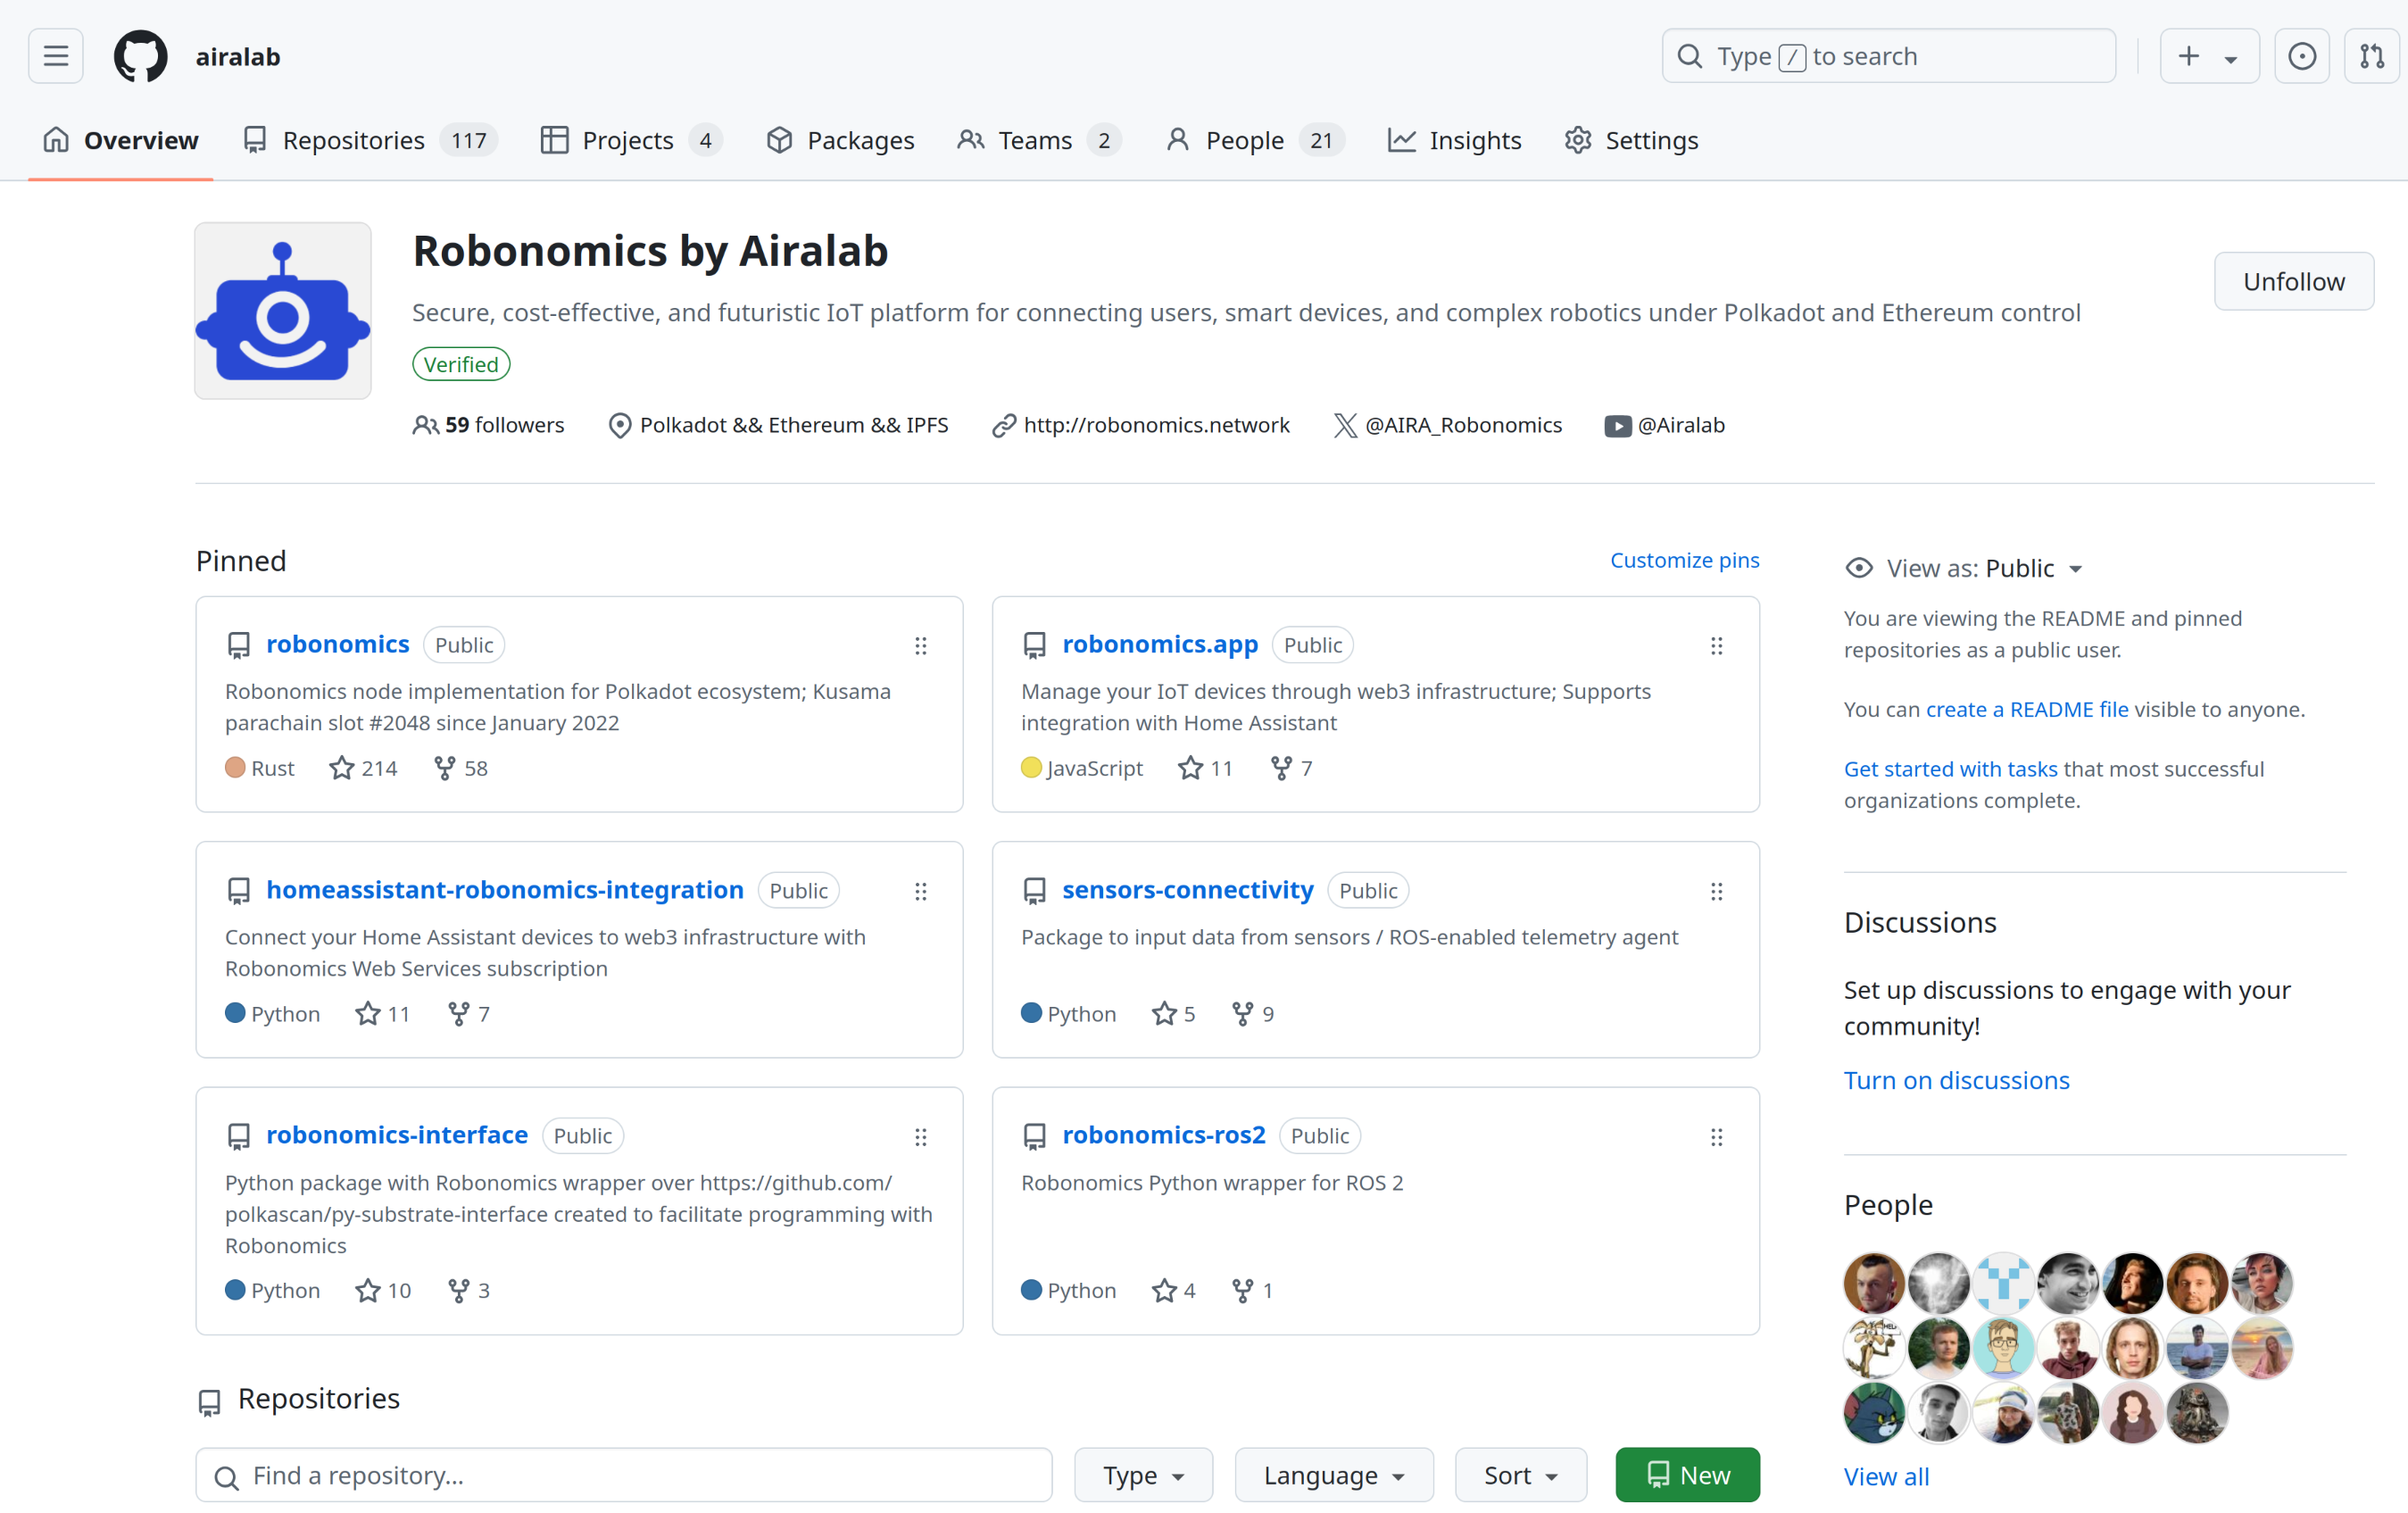 airalab
Type / to search
Overview
Repositories 117
Projects 4
Packages
Teams 2
People 21
Insights
Settings
Robonomics by Airalab
Secure, cost-effective, and futuristic IoT platform for connecting users, smart devices, and complex robotics under Polkadot and Ethereum control
Verified
Unfollow
59 followers
Polkadot && Ethereum && IPFS
http://robonomics.network
@AIRA_Robonomics
@Airalab
Pinned
Customize pins
robonomics Public
Robonomics node implementation for Polkadot ecosystem; Kusama
parachain slot #2048 since January 2022
Rust 214 58
robonomics.app Public
Manage your IoT devices through web3 infrastructure; Supports
integration with Home Assistant
JavaScript 11 7
homeassistant-robonomics-integration Public
Connect your Home Assistant devices to web3 infrastructure with
Robonomics Web Services subscription
Python 11 7
sensors-connectivity Public
Package to input data from sensors / ROS-enabled telemetry agent
Python 5 9
robonomics-interface Public
Python package with Robonomics wrapper over https://github.com/
polkascan/py-substrate-interface created to facilitate programming with
Robonomics
Python 10 3
robonomics-ros2 Public
Robonomics Python wrapper for ROS 2
Python 4 1
Repositories
Find a repository...
Type
Language
Sort
New
View as: Public
You are viewing the README and pinned
repositories as a public user.
You can create a README file visible to anyone.
Get started with tasks that most successful
organizations complete.
Discussions
Set up discussions to engage with your
community!
Turn on discussions
People
View all